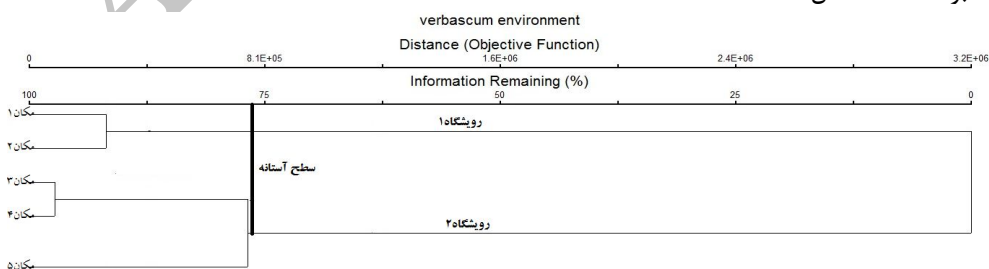 verbascum environment
Distance (Objective Function)
0 8.1E+05 1.6E+06 2.4E+06 3.2E+06
Information Remaining (%)
100 75 50 25 0
مکان۱
رویشگاه۱
مکان۲
سطح آستانه
مکان۳
مکان۴
رویشگاه۲
مکان۵